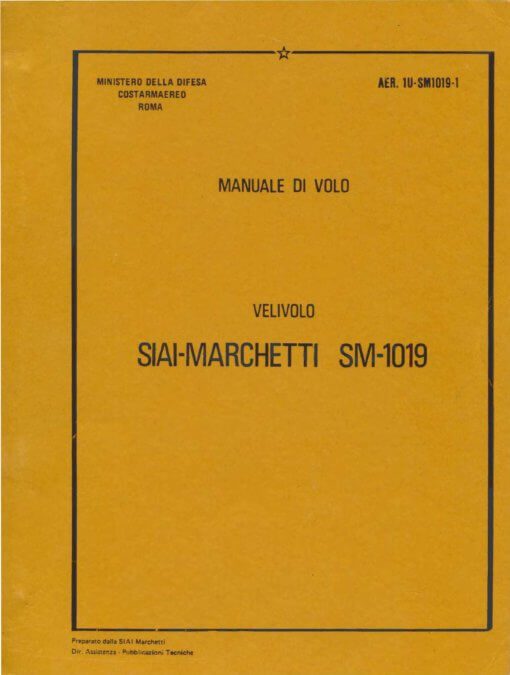 MINISTERO DELLA DIFESA
COSTARMAEREO
ROMA
AER. 1U-SM1019-1
MANUALE DI VOLO
VELIVOLO
SIAI-MARCHETTI SM-1019
Preparato dalla SIAI Marchetti
Dir. Assistenza - Pubblicazioni Tecniche